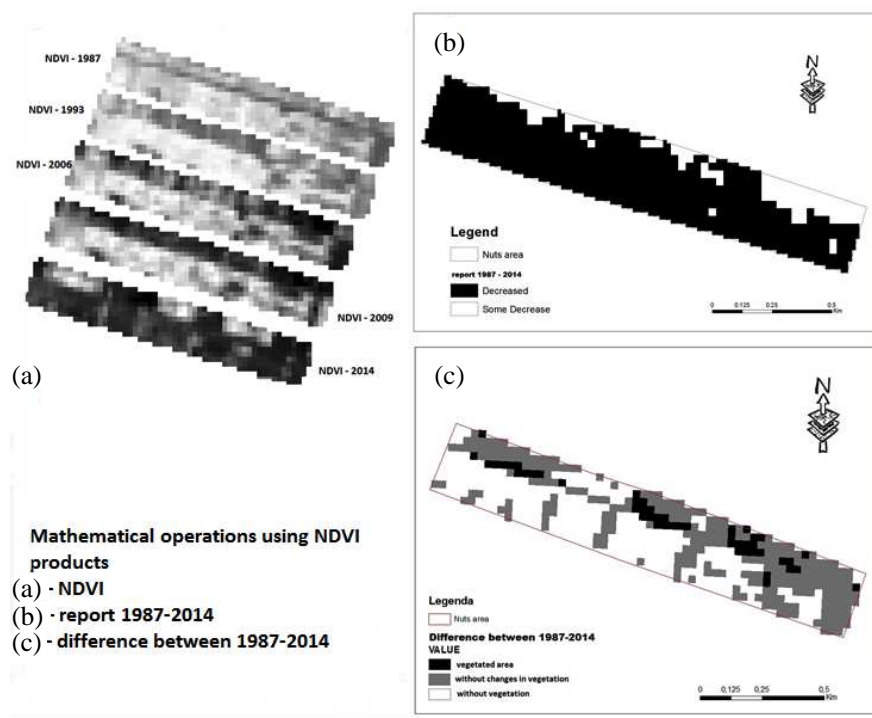 NDVI - 1987
NDVI - 1993
NDVI - 2006
NDVI - 2009
NDVI - 2014
(a)
Mathematical operations using NDVI
products
(a) - NDVI
(b) - report 1987-2014
(c) - difference between 1987-2014
(b)
N
Legend
Nuts area
report 1987 - 2014
Decreased
Some Decrease
0 0,125 0,25 0,5
Km
(c)
N
Legenda
Nuts area
Difference between 1987-2014
VALUE
vegetated area
without changes in vegetation
without vegetation
0 0,125 0,25 0,5
Km